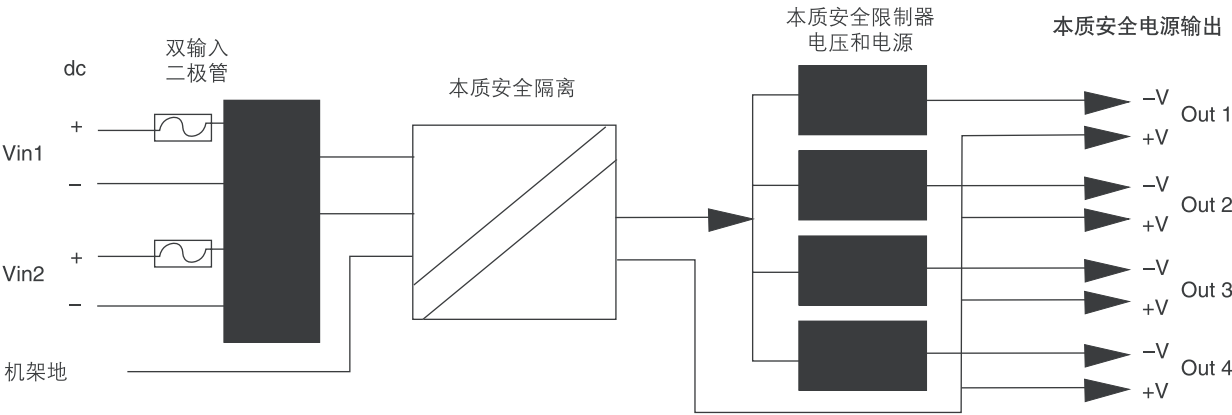 本质安全限制器
电压和电源
本质安全电源输出
双输入
二极管
dc
本质安全隔离
+
Vin1
–
+
Vin2
–
机架地
–V
Out 1
+V
–V
Out 2
+V
–V
Out 3
+V
–V
Out 4
+V